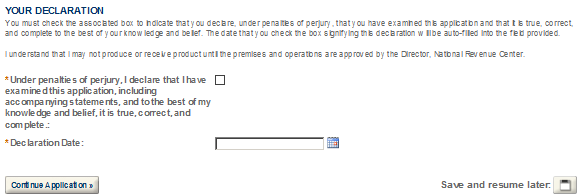 YOUR DECLARATION
You must check the associated box to indicate that you declare, under penalties of perjury, that you have examined this application and that it is true, correct,
and complete to the best of your knowledge and belief. The date that you check the box signifying this declaration will be auto-filled into the field provided.
I understand that I may not produce or receive product until the premises and operations are approved by the Director, National Revenue Center.
*Under penalties of perjury, I declare that I have
examined this application, including
accompanying statements, and to the best of my
knowledge and belief, it is true, correct, and
complete.:
*Declaration Date:
Continue Application »
Save and resume later: